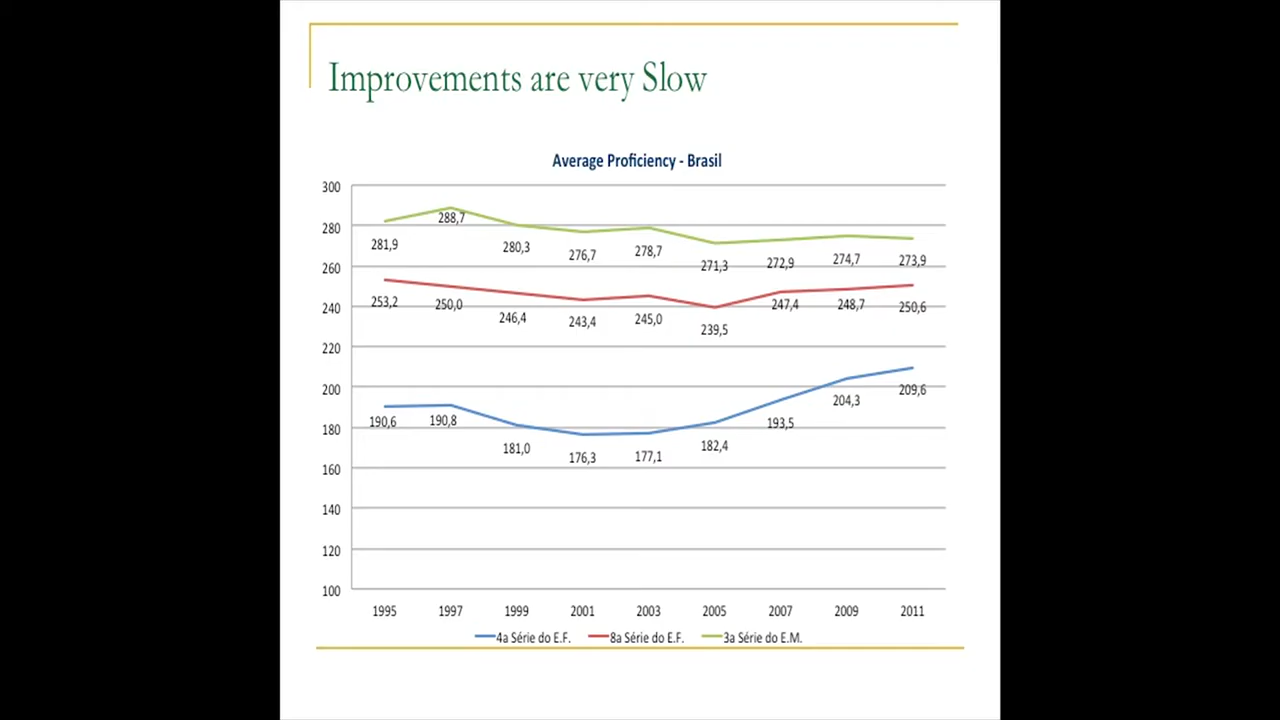 Improvements are very Slow
Average Proficiency - Brasil
300
280
260
240
220
200
180
160
140
120
100
281,9 288,7 280,3 276,7 278,7 271,3 272,9 274,7 273,9
253,2 250,0 246,4 243,4 245,0 239,5 247,4 248,7 250,6
190,6 190,8 181,0 176,3 177,1 182,4 193,5 204,3 209,6
1995 1997 1999 2001 2003 2005 2007 2009 2011
4a Série do E.F. 8a Série do E.F. 3a Série do E.M.